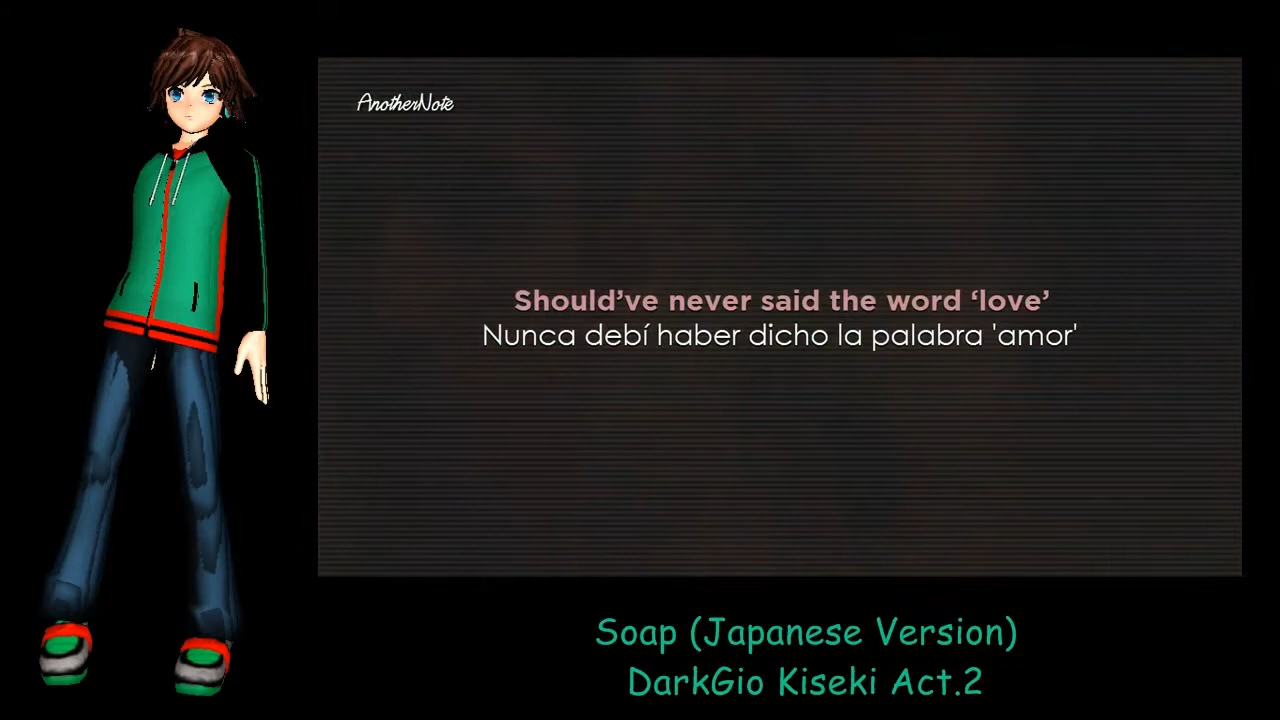 AnotherNote
Should’ve never said the word ‘love’
Nunca debí haber dicho la palabra 'amor'
Soap (Japanese Version)
DarkGio Kiseki Act.2